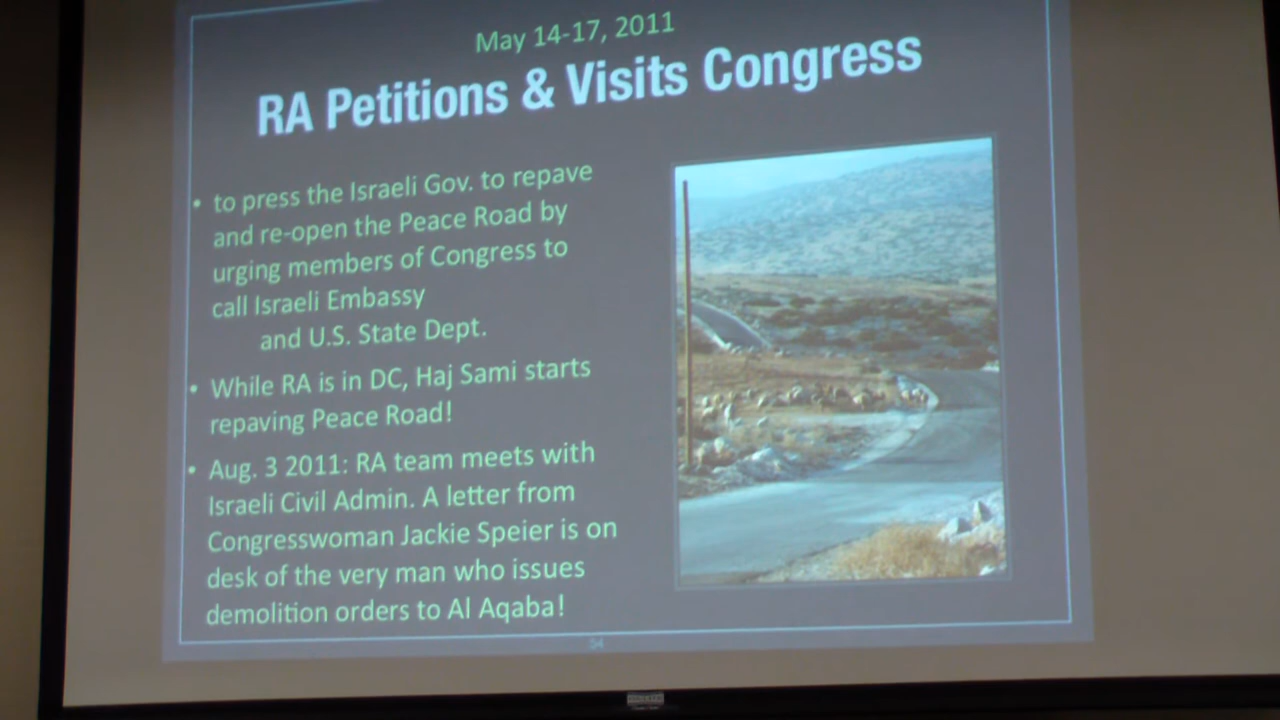 May 14-17, 2011
RA Petitions & Visits Congress
• to press the Israeli Gov. to repave
and re-open the Peace Road by
urging members of Congress to
call Israeli Embassy
and U.S. State Dept.
• While RA is in DC, Haj Sami starts
repaving Peace Road!
• Aug. 3 2011: RA team meets with
Israeli Civil Admin. A letter from
Congresswoman Jackie Speier is on
desk of the very man who issues
demolition orders to Al Aqaba!
34